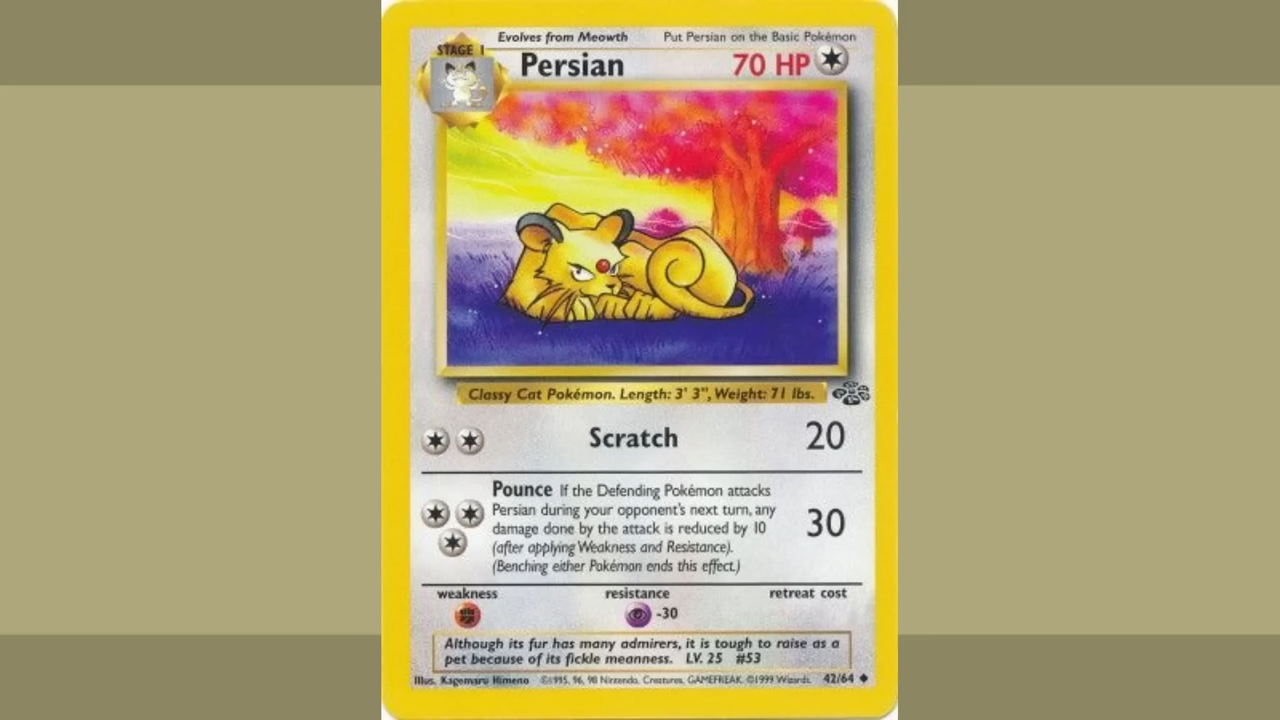 Evolves from Meowth Put Persian on the Basic Pokémon
STAGE 1
Persian 70 HP
Classy Cat Pokémon. Length: 3' 3", Weight: 71 lbs.
Scratch 20
Pounce If the Defending Pokémon attacks
Persian during your opponent's next turn, any
damage done by the attack is reduced by 10
(after applying Weakness and Resistance).
(Benching either Pokémon ends this effect.)
30
weakness resistance retreat cost
-30
Although its fur has many admirers, it is tough to raise as a
pet because of its fickle meanness. LV. 25 #53
Illus. Kagemaru Himeno ©1995, 96, 98 Nintendo, Creatures, GAMEFREAK. ©1999 Wizards. 42/64